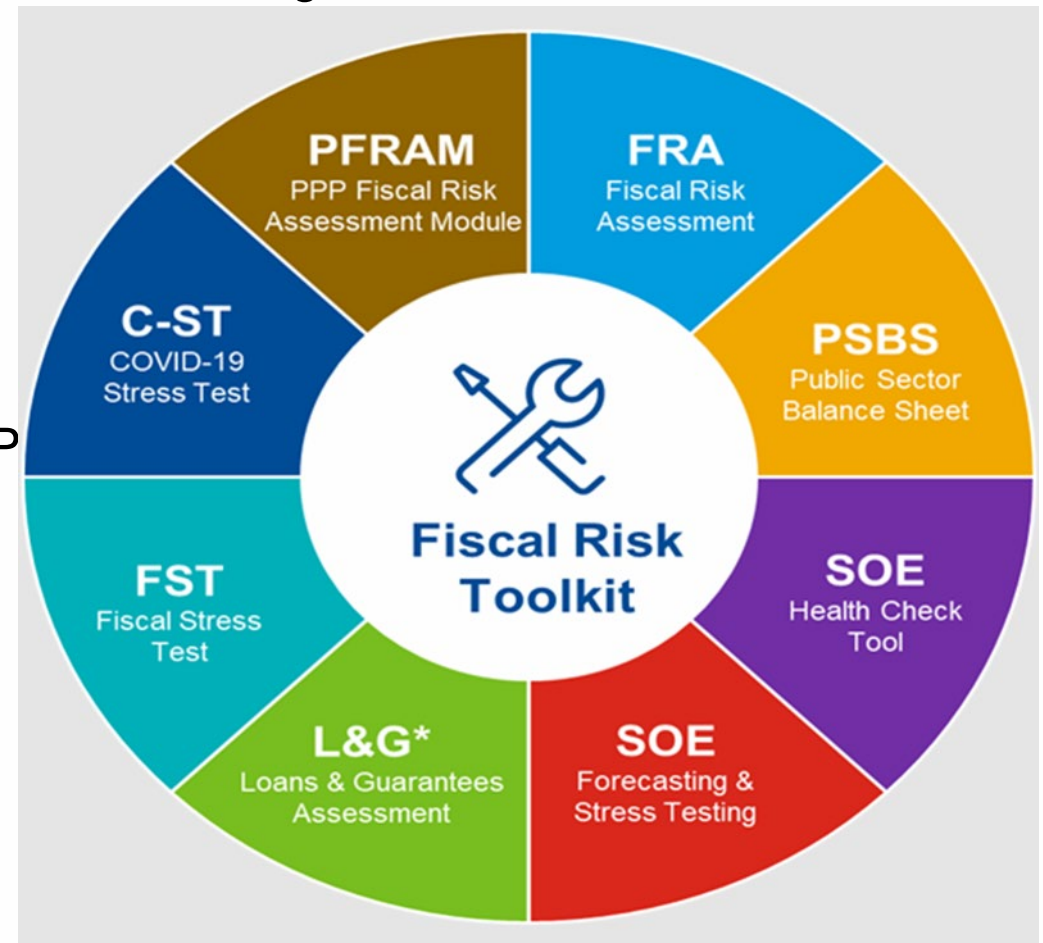 PFRAM
PPP Fiscal Risk
Assessment Module
FRA
Fiscal Risk
Assessment
PSBS
Public Sector
Balance Sheet
SOE
Health Check
Tool
SOE
Forecasting &
Stress Testing
L&G*
Loans & Guarantees
Assessment
FST
Fiscal Stress
Test
C-ST
COVID-19
Stress Test
Fiscal Risk
Toolkit